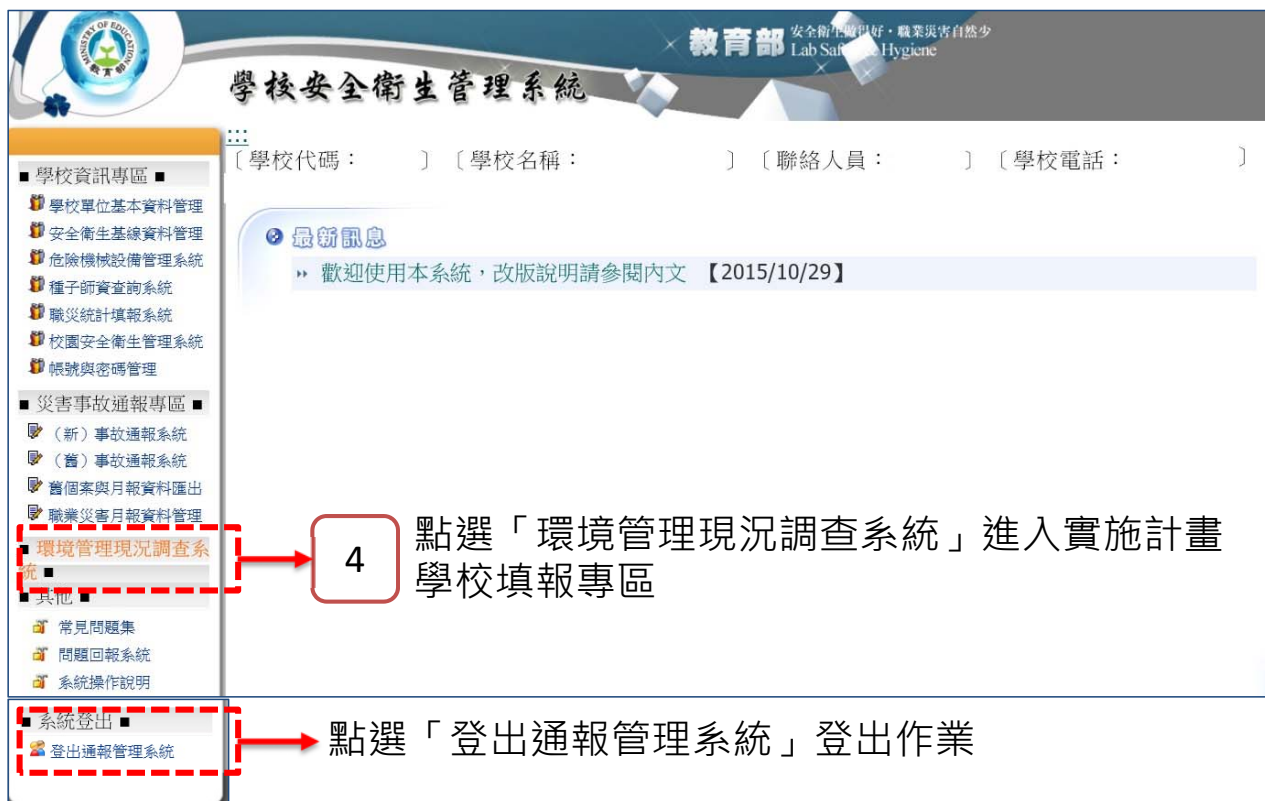 MINISTRY OF EDUCATION
教育部
學校安全衛生管理系統
教育部 安全衛生做得好・職業災害自然少
Lab Safety & Hygiene
:::
〔學校代碼： 〕〔學校名稱： 〕〔聯絡人員： 〕〔學校電話： 〕
■ 學校資訊專區 ■
學校單位基本資料管理
安全衛生基線資料管理
危險機械設備管理系統
種子師資查詢系統
職災統計填報系統
校園安全衛生管理系統
帳號與密碼管理
■ 災害事故通報專區 ■
（新）事故通報系統
（舊）事故通報系統
舊個案與月報資料匯出
職業災害月報資料管理
■ 環境管理現況調查系
統 ■
■ 其他 ■
常見問題集
問題回報系統
系統操作說明
■ 系統登出 ■
登出通報管理系統
最新訊息
歡迎使用本系統，改版說明請參閱內文 【2015/10/29】
4
點選「環境管理現況調查系統」進入實施計畫
學校填報專區
點選「登出通報管理系統」登出作業